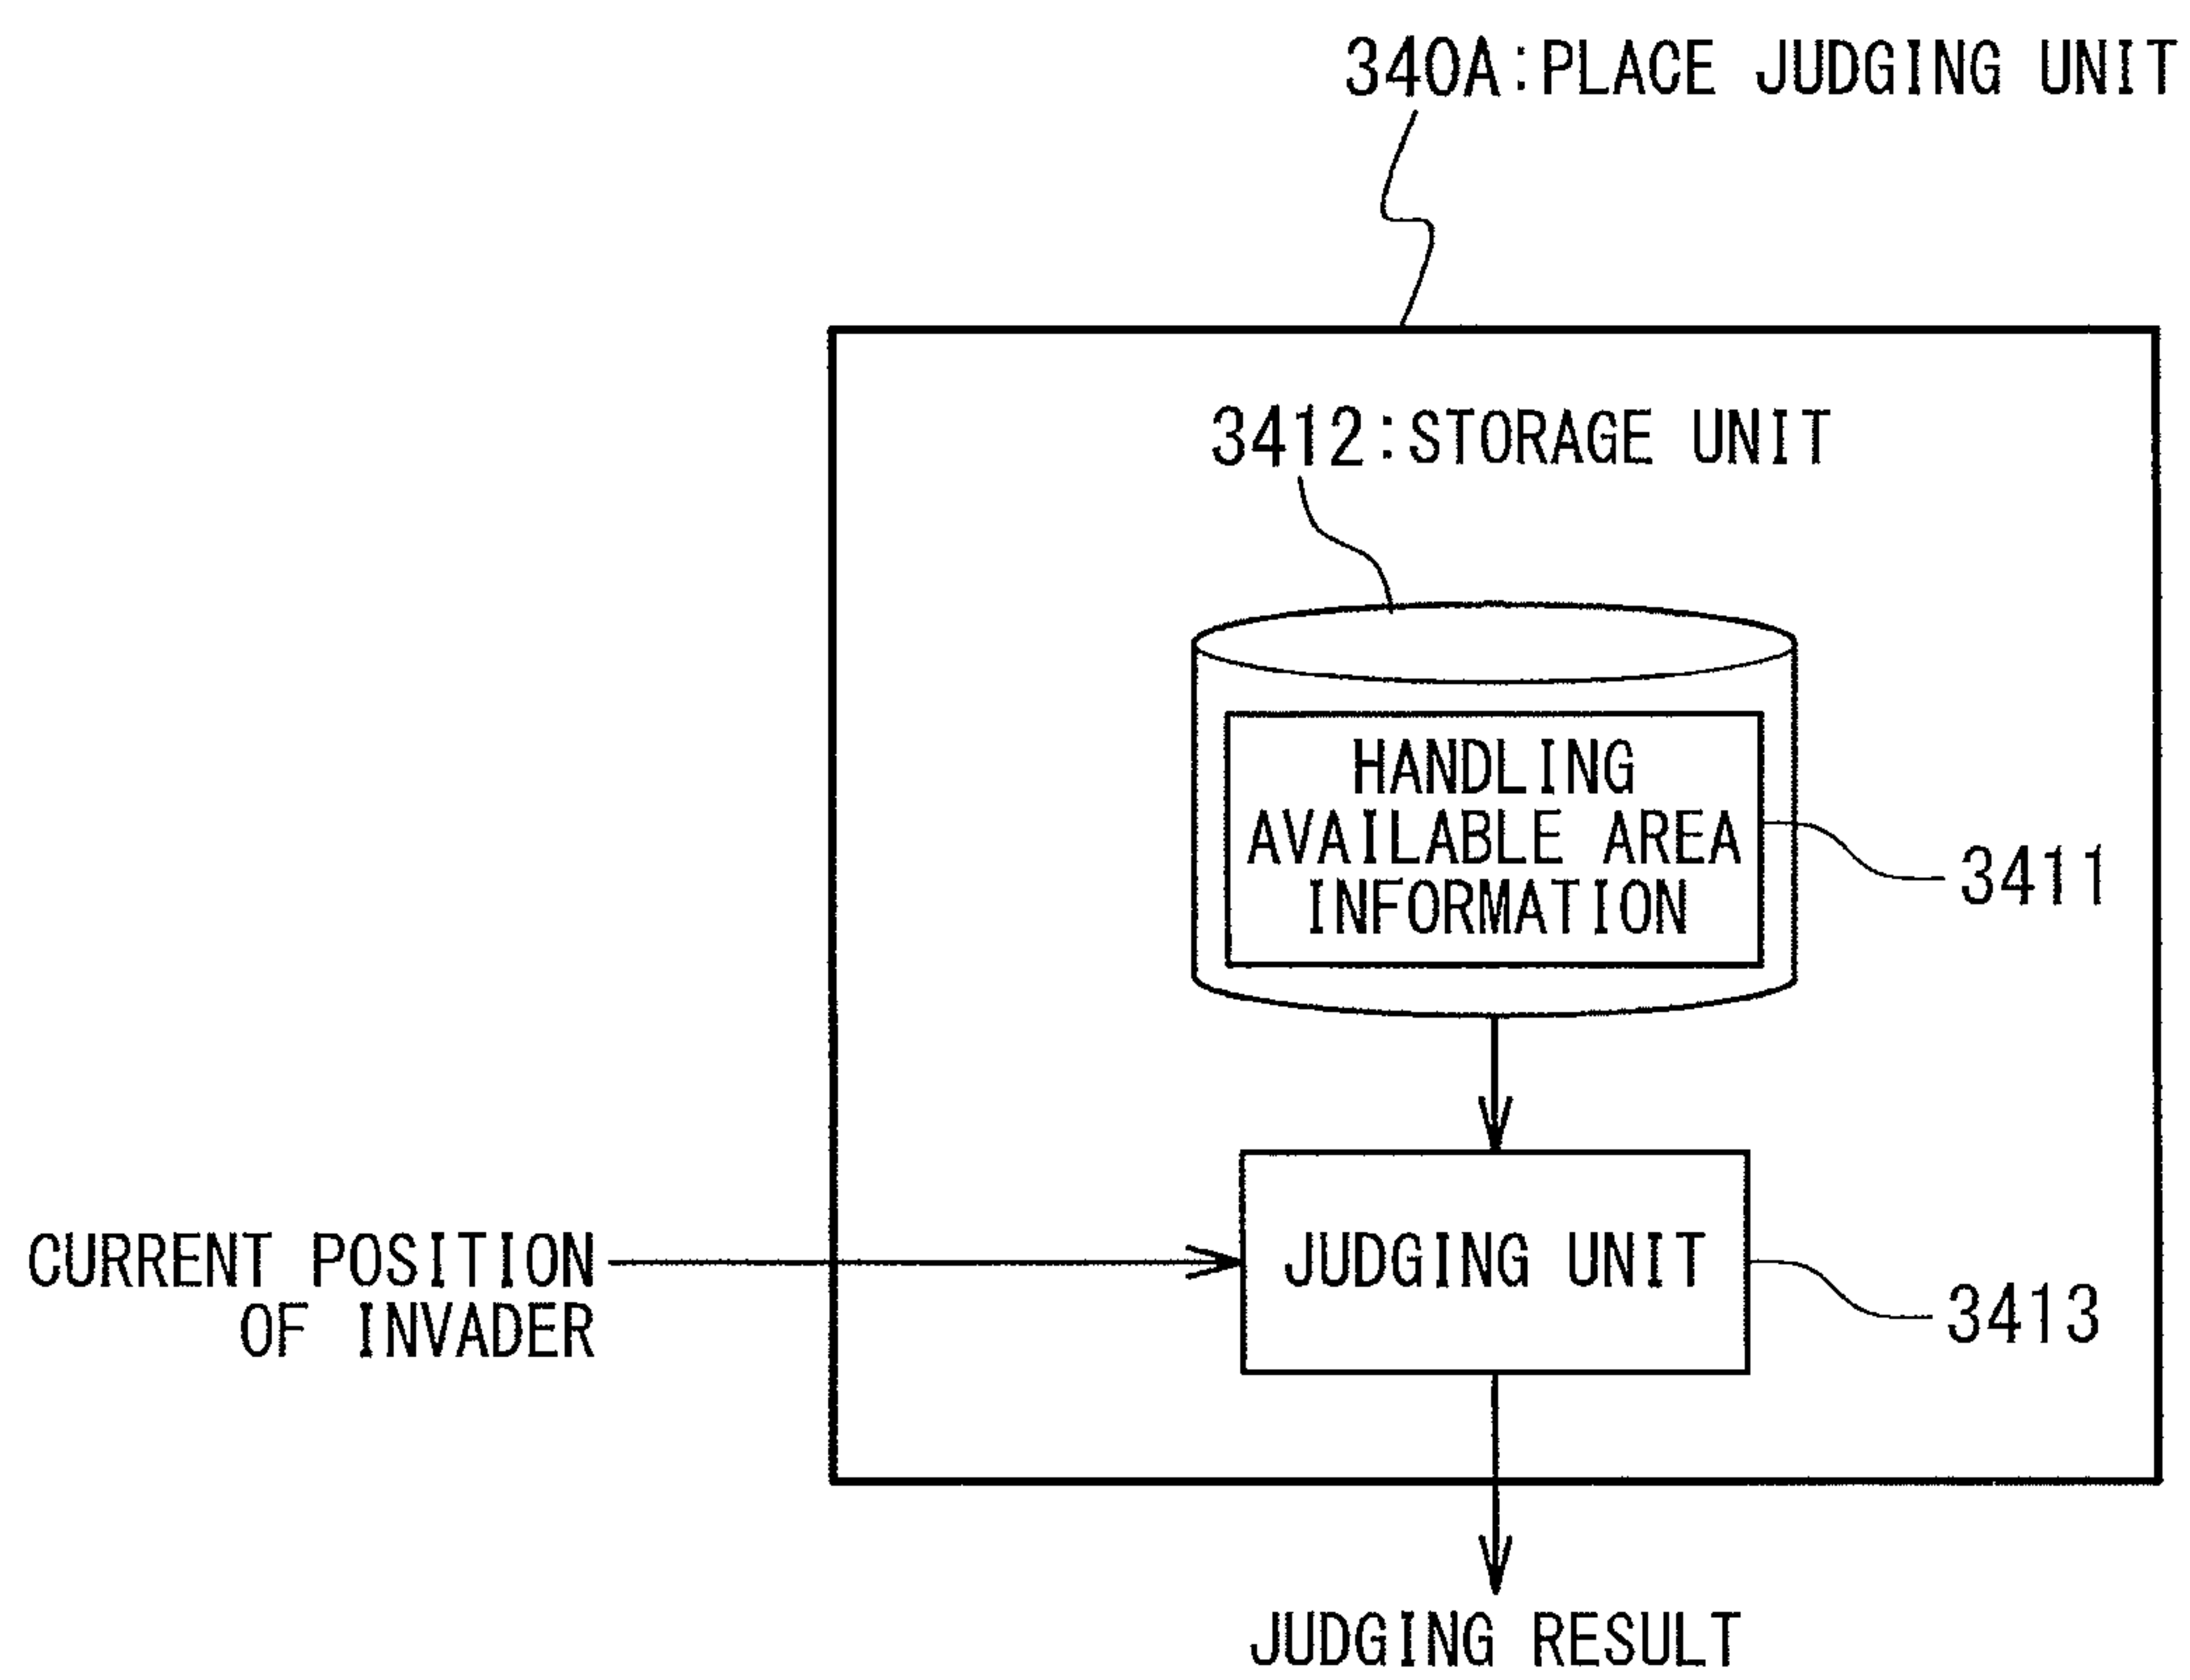 340A:PLACE JUDGING UNIT
3412:STORAGE UNIT
HANDLING
AVAILABLE AREA
INFORMATION
3411
CURRENT POSITION
OF INVADER
JUDGING UNIT
3413
JUDGING RESULT